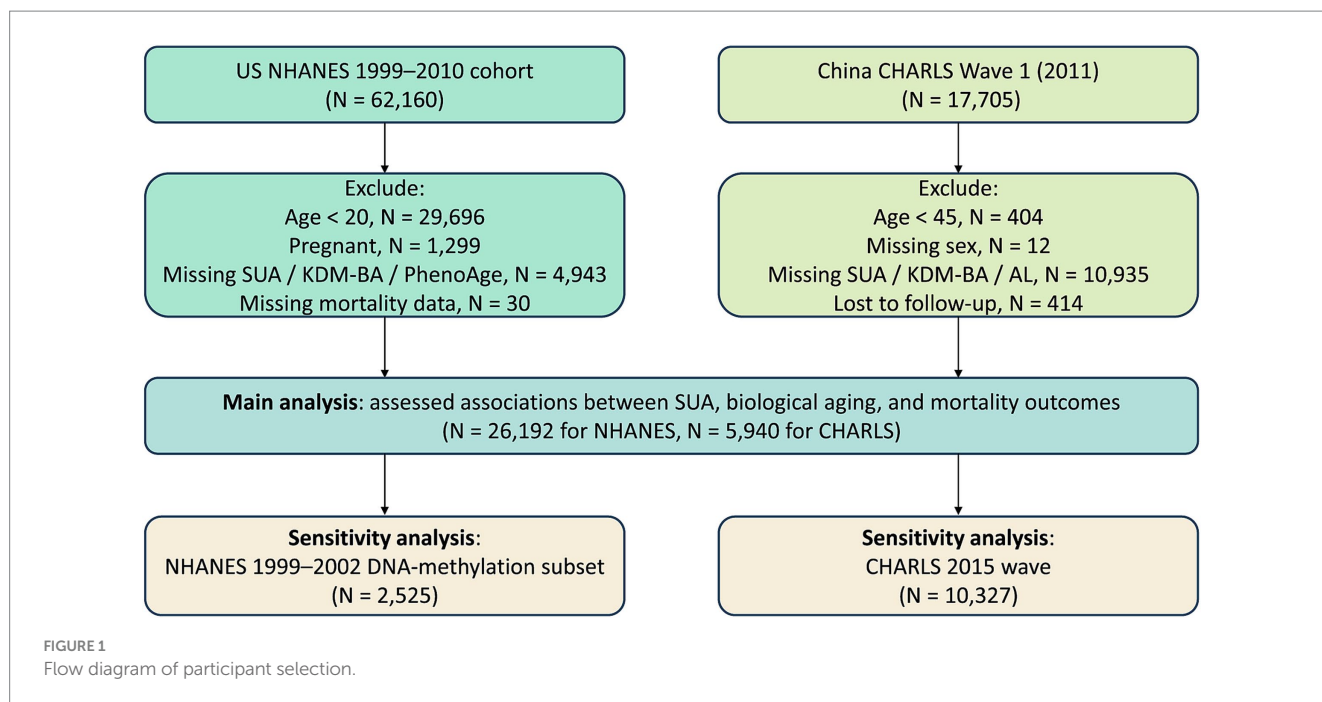 US NHANES 1999–2010 cohort
(N = 62,160)
China CHARLS Wave 1 (2011)
(N = 17,705)
Exclude:
Age < 20, N = 29,696
Pregnant, N = 1,299
Missing SUA / KDM-BA / PhenoAge, N = 4,943
Missing mortality data, N = 30
Exclude:
Age < 45, N = 404
Missing sex, N = 12
Missing SUA / KDM-BA / AL, N = 10,935
Lost to follow-up, N = 414
Main analysis: assessed associations between SUA, biological aging, and mortality outcomes
(N = 26,192 for NHANES, N = 5,940 for CHARLS)
Sensitivity analysis:
NHANES 1999–2002 DNA-methylation subset
(N = 2,525)
Sensitivity analysis:
CHARLS 2015 wave
(N = 10,327)
FIGURE 1
Flow diagram of participant selection.